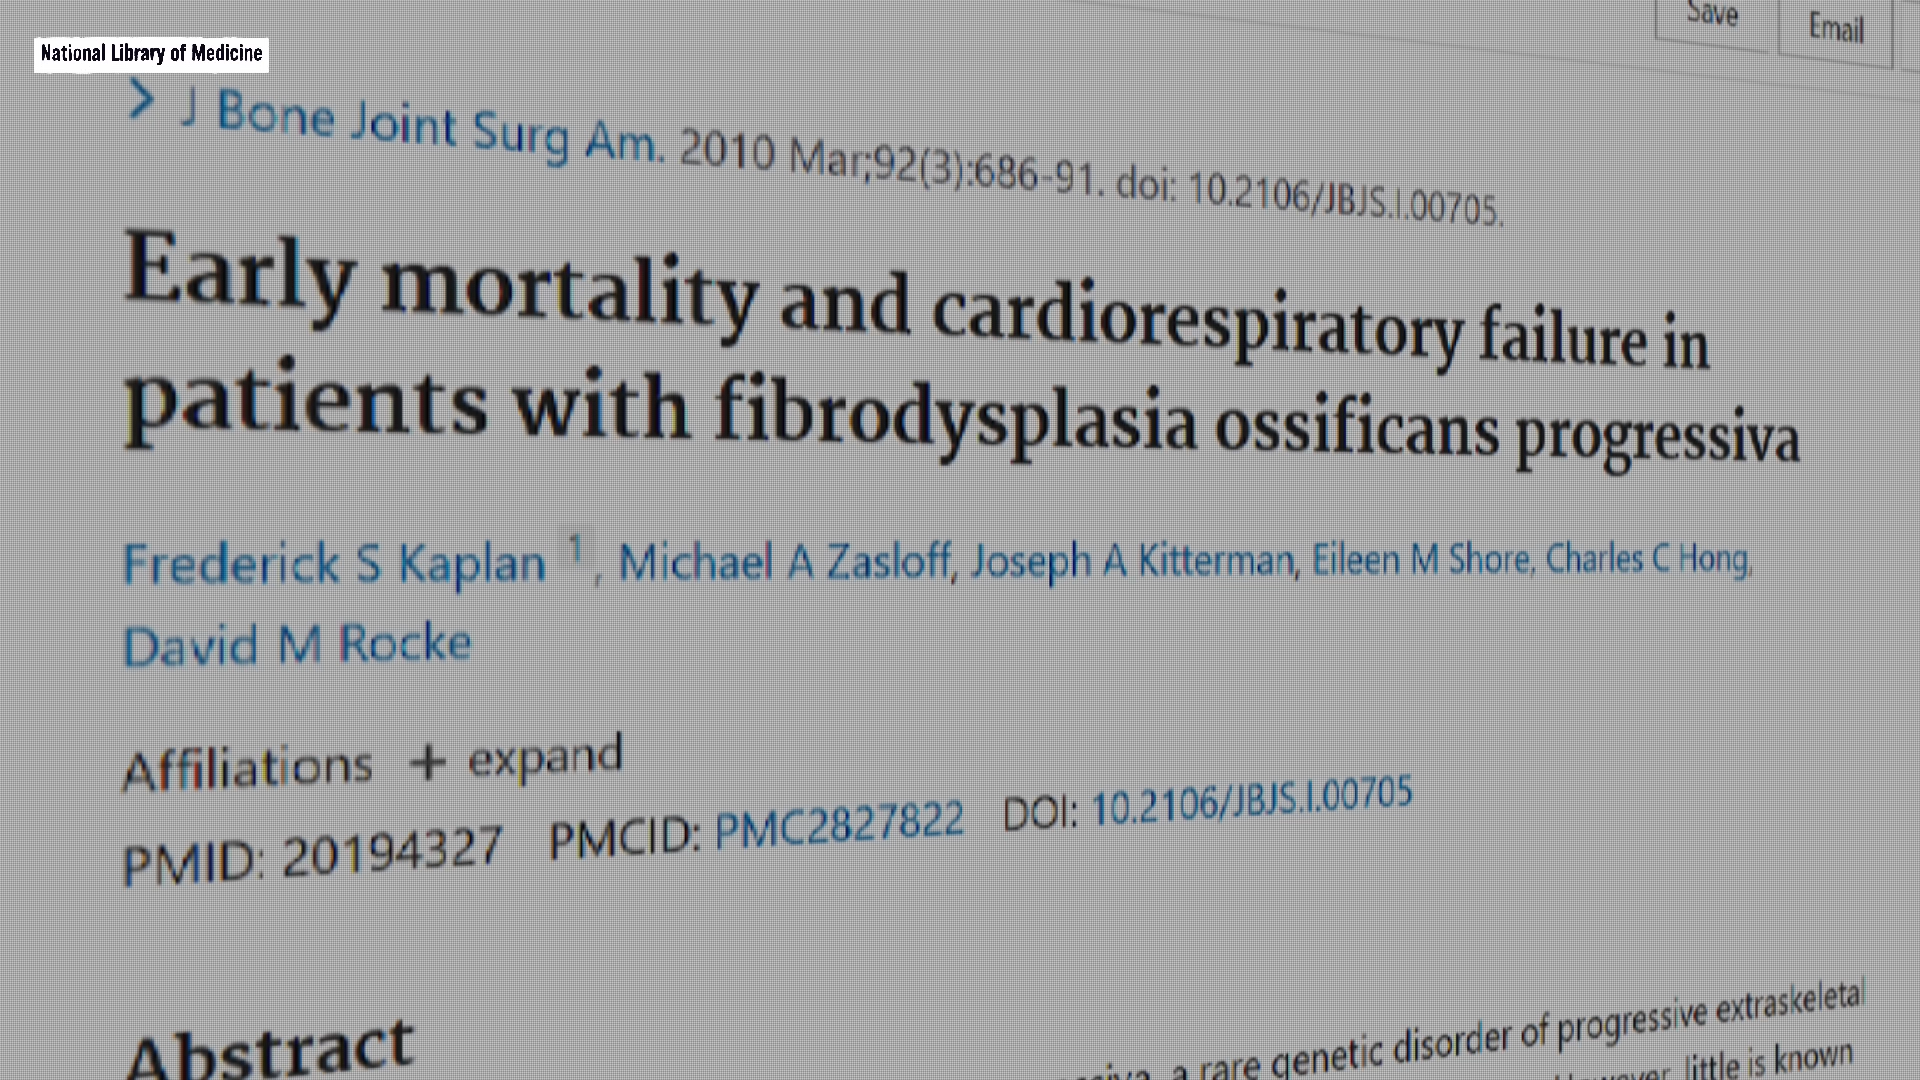 National Library of Medicine
Save
Email
J Bone Joint Surg Am. 2010 Mar;92(3):686-91. doi: 10.2106/JBJS.I.00705.
Early mortality and cardiorespiratory failure in
patients with fibrodysplasia ossificans progressiva
Frederick S Kaplan 1, Michael A Zasloff, Joseph A Kitterman, Eileen M Shore, Charles C Hong,
David M Rocke
Affiliations + expand
PMID: 20194327 PMCID: PMC2827822 DOI: 10.2106/JBJS.I.00705
Abstract
a rare genetic disorder of progressive extraskeletal
little is known